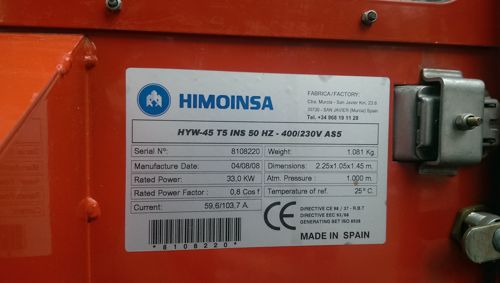 HIMOINSA
FABRICA/FACTORY:
Ctra. Murcia - San Javier Km. 23.6
30730 - SAN JAVIER (Murcia) Spain
Tel. +34 968 19 11 28
HYW-45 T5 INS 50 HZ - 400/230V AS5
Serial Nº: 8108220
Weight: 1.081 Kg.
Manufacture Date: 04/08/08
Dimensions: 2.25x1.05x1.45 m.
Rated Power: 33,0 KW
Atm. Pressure : 1.000 m.
Rated Power Factor : 0,8 Cos f
Temperature of ref. 25° C.
Current: 59.6/103,7 A.
CE
DIRECTIVE CE 98 / 37 - R.B.T
DIRECTIVE EEC 93/68
GENERATING SET ISO 8528
*8108220*
MADE IN SPAIN